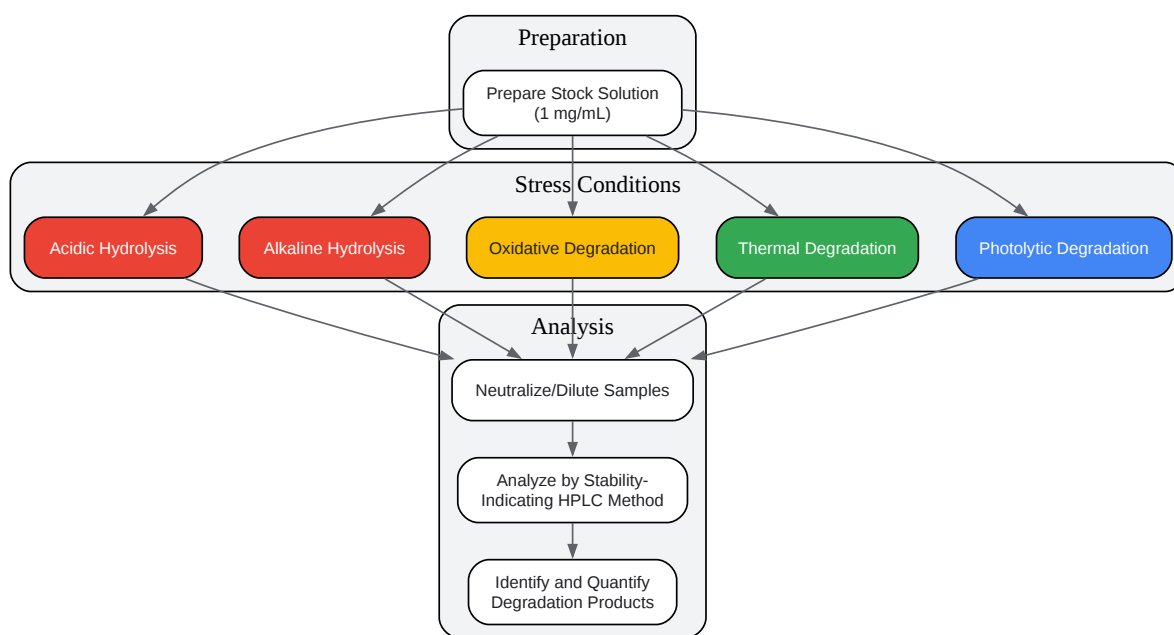 Preparation
Prepare Stock Solution
(1 mg/mL)
Stress Conditions
Acidic Hydrolysis
Alkaline Hydrolysis
Oxidative Degradation
Thermal Degradation
Photolytic Degradation
Analysis
Neutralize/Dilute Samples
Analyze by Stability-
Indicating HPLC Method
Identify and Quantify
Degradation Products